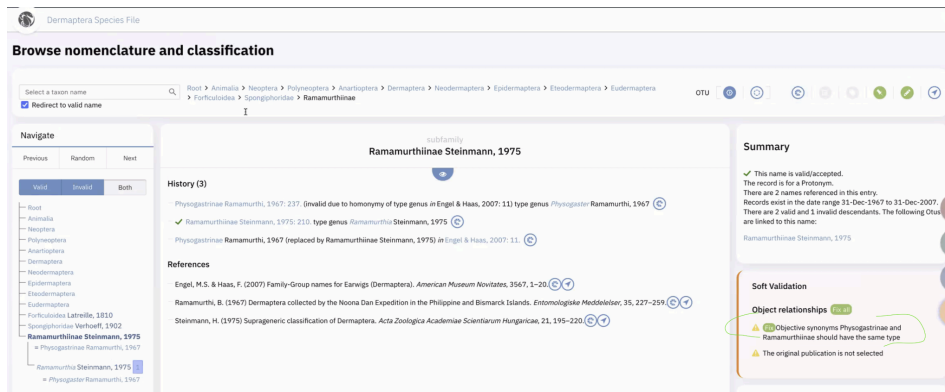 Dermaptera Species File
Browse nomenclature and classification
Select a taxon name
Redirect to valid name
Root > Animalia > Neoptera > Polyneoptera > Anartioptera > Dermaptera > Neodermaptera > Epidermaptera > Eteodermaptera > Eudermaptera
> Forficuloidea > Spongiphoridae > Ramamurthiinae
OTU
Navigate
Previous Random Next
Valid Invalid Both
Root
Animalia
Neoptera
Polyneoptera
Anartioptera
Dermaptera
Neodermaptera
Epidermaptera
Eteodermaptera
Eudermaptera
Forficuloidea Latreille, 1810
Spongiphoridae Verhoeff, 1902
Ramamurthiinae Steinmann, 1975
= Physogastrinae Ramamurthi, 1967
Ramamurthia Steinmann, 1975
= Physogaster Ramamurthi, 1967
subfamily
Ramamurthiinae Steinmann, 1975
History (3)
Physogastrinae Ramamurthi, 1967: 237. (invalid due to homonymy of type genus in Engel & Haas, 2007: 11) type genus Physogaster Ramamurthi, 1967
✓ Ramamurthiinae Steinmann, 1975: 210. type genus Ramamurthia Steinmann, 1975
Physogastrinae Ramamurthi, 1967 (replaced by Ramamurthiinae Steinmann, 1975) in Engel & Haas, 2007: 11.
References
Engel, M.S. & Haas, F. (2007) Family-Group names for Earwigs (Dermaptera). American Museum Novitates, 3567, 1–20.
Ramamurthi, B. (1967) Dermaptera collected by the Noona Dan Expedition in the Philippine and Bismarck Islands. Entomologiske Meddelelser, 35, 227–259.
Steinmann, H. (1975) Suprageneric classification of Dermaptera. Acta Zoologica Academiae Scientiarum Hungaricae, 21, 195–220.
Summary
✓ This name is valid/accepted.
The record is for a Protonym.
There are 2 names referenced in this entry.
Records exist in the date range 31-Dec-1967 to 31-Dec-2007.
There are 2 valid and 1 invalid descendants. The following Otus
are linked to this name:
Ramamurthiinae Steinmann, 1975
Soft Validation
Object relationships Fix all
Fix Objective synonyms Physogastrinae and
Ramamurthiinae should have the same type
The original publication is not selected